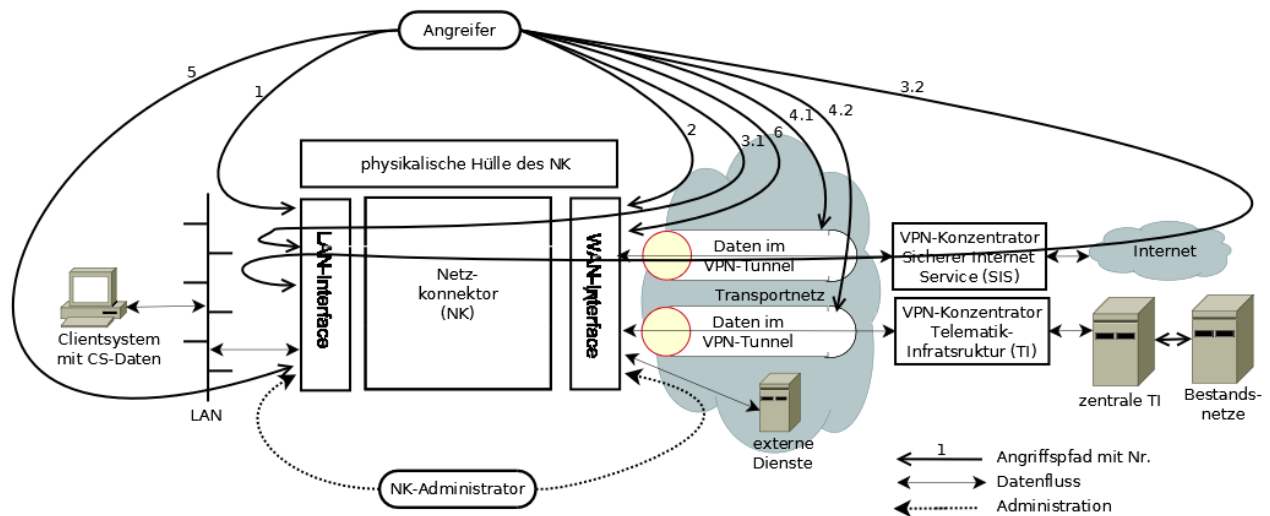 Angreifer
5
1
2
3.1
6
4.1
4.2
3.2
physikalische Hülle des NK
LAN-Interface
Netz-
konnektor
(NK)
WAN-Interface
Daten im
VPN-Tunnel
Transportnetz
Daten im
VPN-Tunnel
VPN-Konzentrator
Sicherer Internet
Service (SIS)
Internet
VPN-Konzentrator
Telematik-
Infratsruktur (TI)
Clientsystem
mit CS-Daten
LAN
zentrale TI
Bestands-
netze
externe
Dienste
NK-Administrator
1
Angriffspfad mit Nr.
Datenfluss
Administration